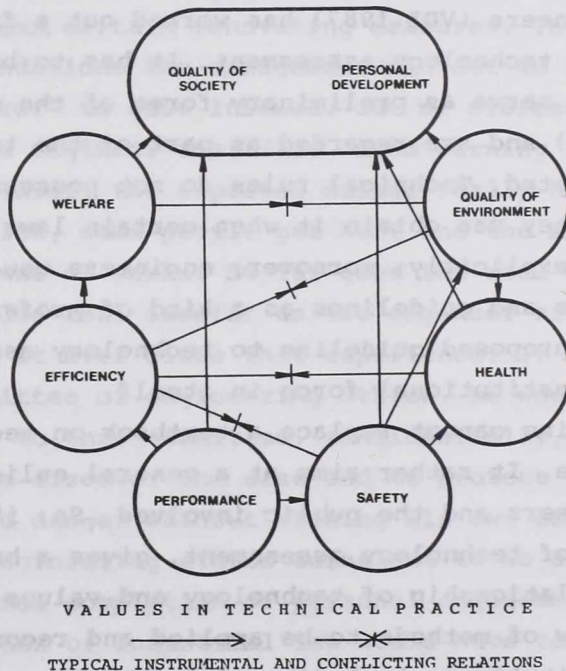 QUALITY OF SOCIETY
PERSONAL DEVELOPMENT
WELFARE
QUALITY OF ENVIRONMENT
EFFICIENCY
HEALTH
PERFORMANCE
SAFETY
VALUIS IN TECHNICAL PRACTICE
TYPICAL INSTRUMENTAL AND CONFLICTING RELATIONS